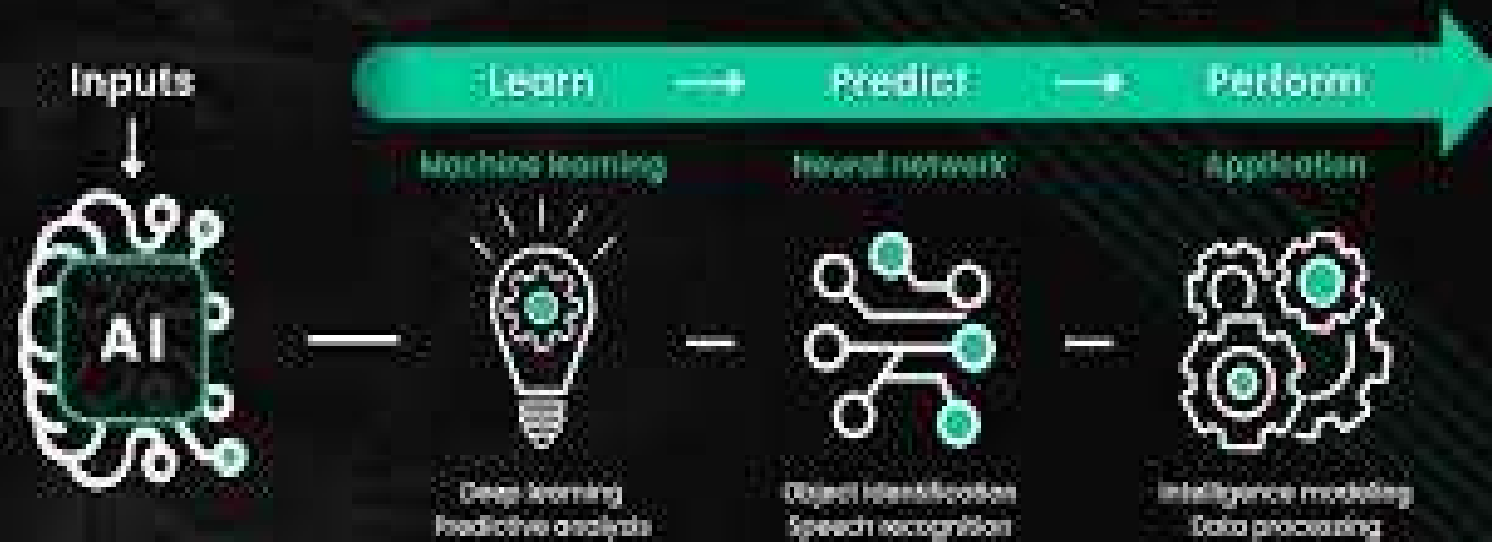 Inputs
Learn → Predict → Perform
Machine learning
Neural network
Application
AI
Deep learning
Predictive analysis
Object identification
Speech recognition
Intelligence modeling
Data processing